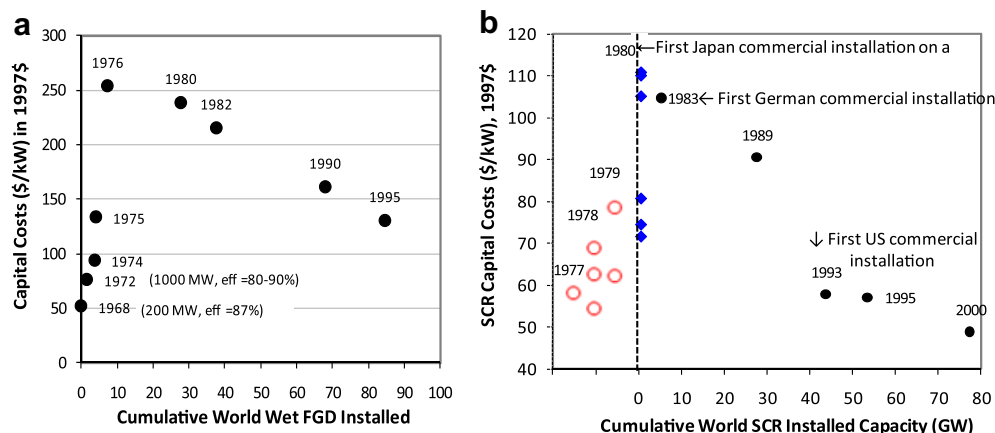 a
300
250
200
150
100
50
0
Capital Costs ($/kW) in 1997$
1976
1980
1982
1990
1995
1975
1974
1972 (1000 MW, eff =80-90%)
1968 (200 MW, eff =87%)
0 10 20 30 40 50 60 70 80 90 100
Cumulative World Wet FGD Installed
b
120
110
100
90
80
70
60
50
40
SCR Capital Costs ($/kW), 1997$
1980 ←First Japan commercial installation on a
1983← First German commercial installation
1989
1979
1978
1977
↓ First US commercial
installation
1993
1995
2000
0 10 20 30 40 50 60 70 80
Cumulative World SCR Installed Capacity (GW)